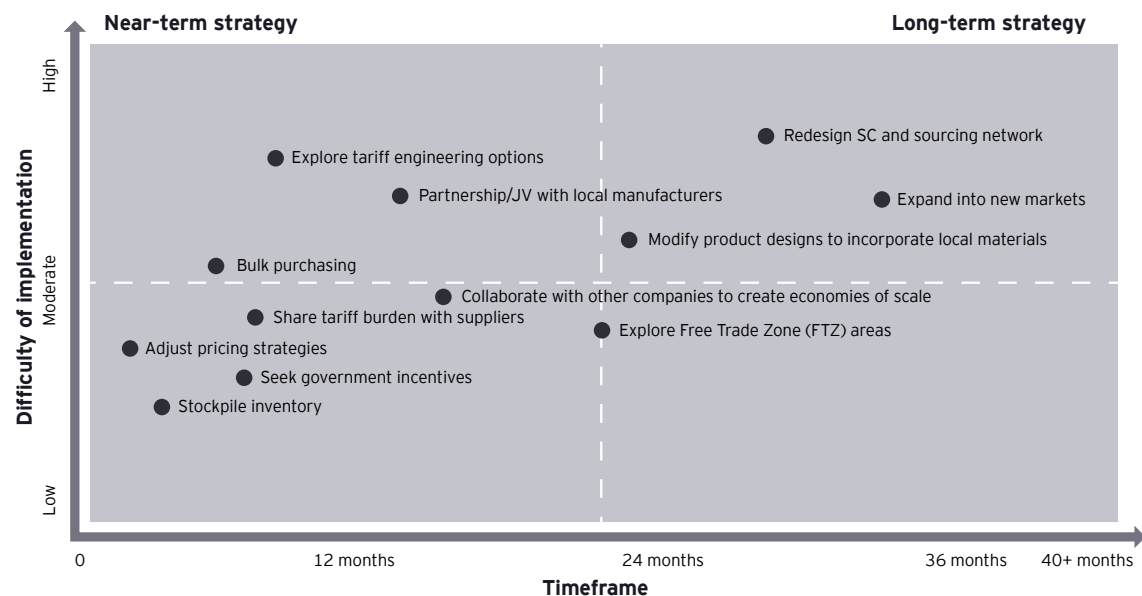 Near-term strategy
Long-term strategy
High
Redesign SC and sourcing network
Explore tariff engineering options
Partnership/JV with local manufacturers
Expand into new markets
Modify product designs to incorporate local materials
Bulk purchasing
Difficulty of implementation
Moderate
Collaborate with other companies to create economies of scale
Share tariff burden with suppliers
Explore Free Trade Zone (FTZ) areas
Adjust pricing strategies
Seek government incentives
Stockpile inventory
Low
0
12 months
24 months
36 months
40+ months
Timeframe